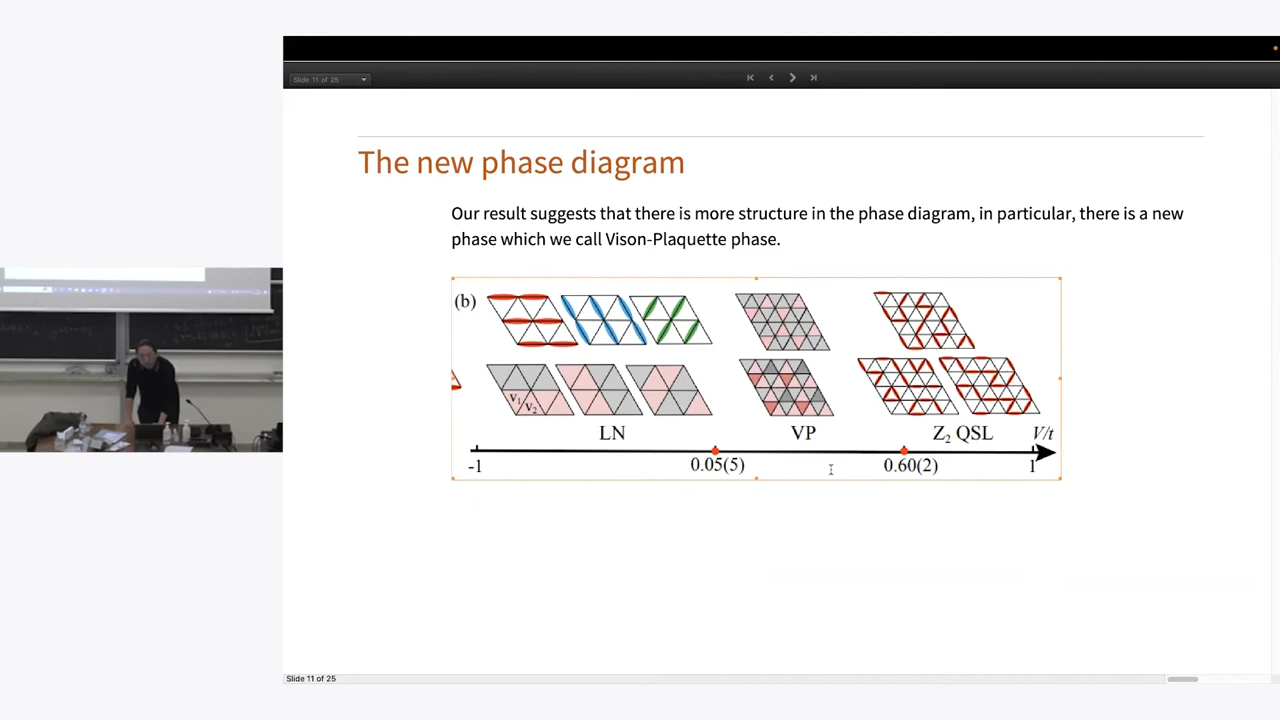 Slide 11 of 25
The new phase diagram
Our result suggests that there is more structure in the phase diagram, in particular, there is a new
phase which we call Vison-Plaquette phase.
(b)
v₁ v₂
LN VP Z₂ QSL V/t
-1 0.05(5) 0.60(2) 1
Slide 11 of 25